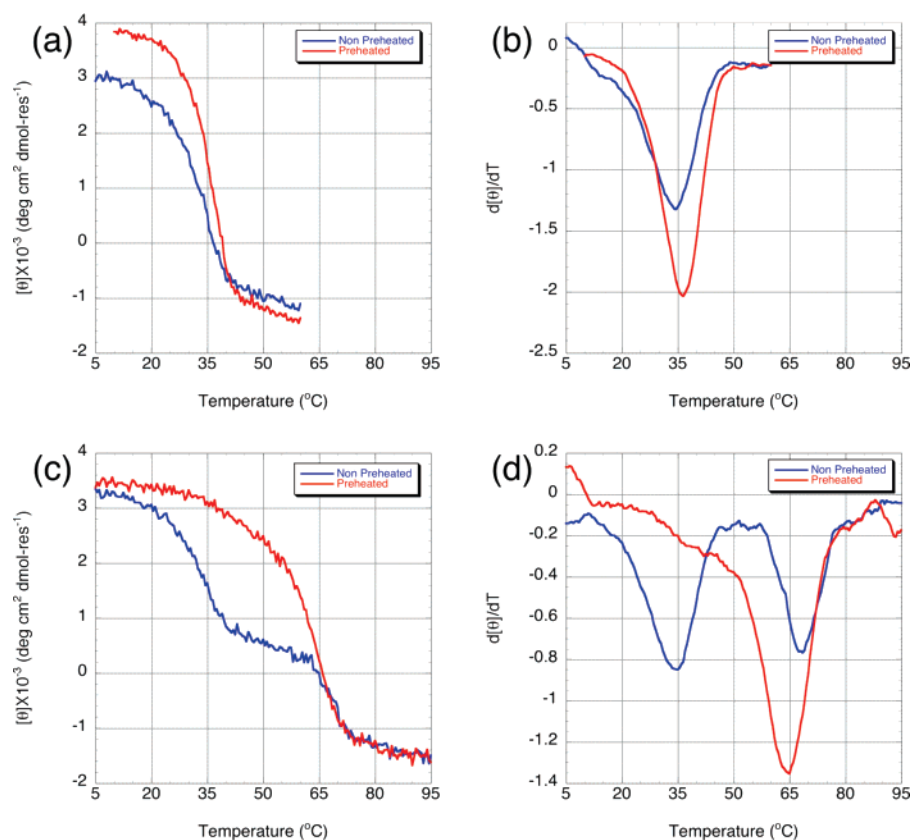 (a)
Non Preheated
Preheated
4
3
2
1
0
-1
-2
5
20
35
50
65
80
95
[θ]X10⁻³ (deg cm² dmol-res⁻¹)
Temperature (°C)
(b)
Non Preheated
Preheated
0
-0.5
-1
-1.5
-2
-2.5
5
20
35
50
65
80
95
d[θ]/dT
Temperature (°C)
(c)
Non Preheated
Preheated
4
3
2
1
0
-1
-2
5
20
35
50
65
80
95
[θ]X10⁻³ (deg cm² dmol-res⁻¹)
Temperature (°C)
(d)
Non Preheated
Preheated
0.2
0
-0.2
-0.4
-0.6
-0.8
-1
-1.2
-1.4
5
20
35
50
65
80
95
d[θ]/dT
Temperature (°C)